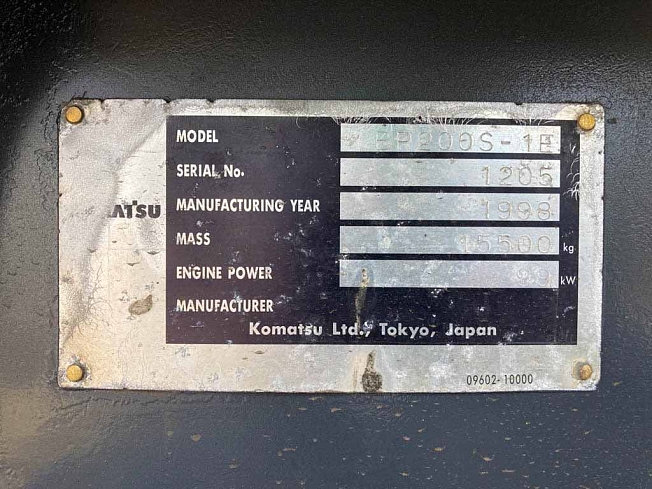 MODEL
SERIAL No. 1205
ATSU
MANUFACTURING YEAR 1998
MASS 15500 kg
ENGINE POWER kW
MANUFACTURER
Komatsu Ltd., Tokyo, Japan
09602-10000